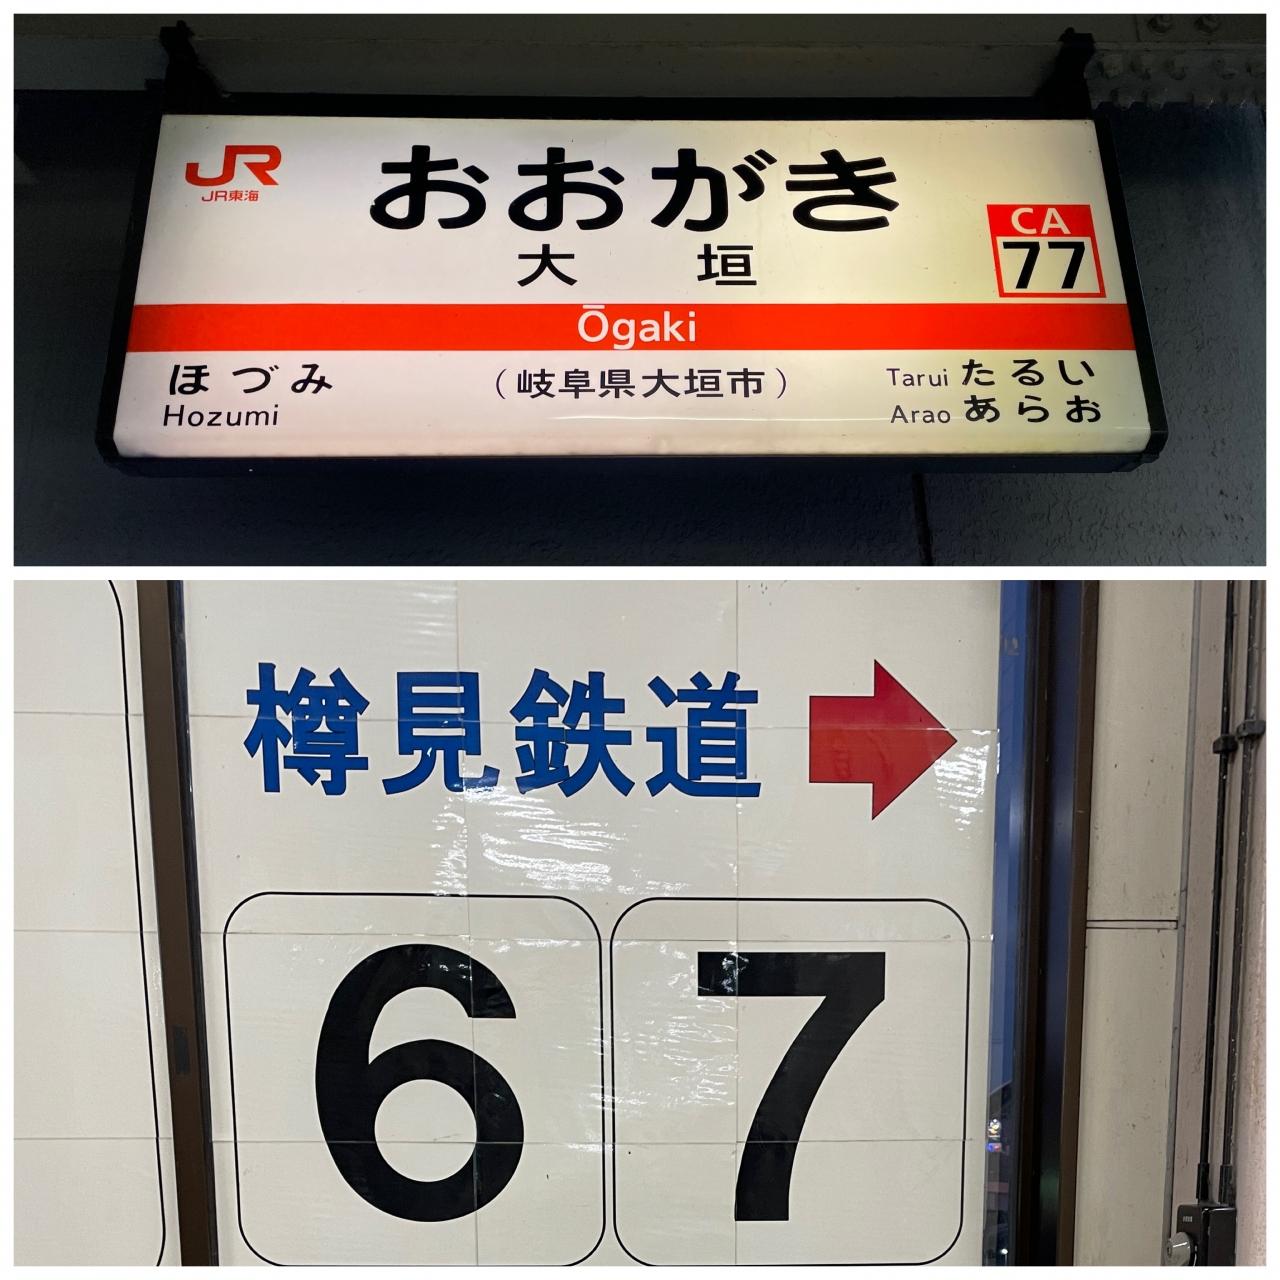 JR
JR東海
おおがき
大垣
CA
77
Ōgaki
ほづみ
Hozumi
（岐阜県大垣市）
Tarui たるい
Arao あらお
樽見鉄道
6 7